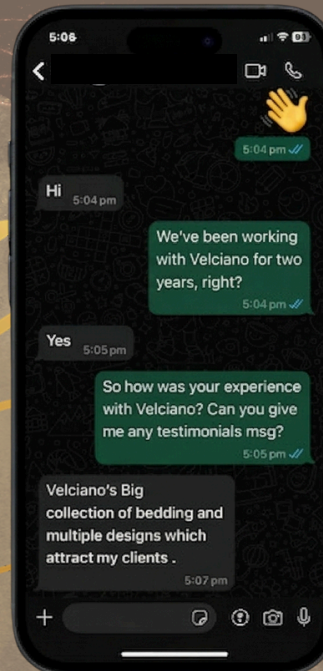 5:06
93
5:04 pm
Hi
5:04 pm
We've been working
with Velciano for two
years, right?
5:04 pm
Yes
5:05 pm
So how was your experience
with Velciano? Can you give
me any testimonials msg?
5:05 pm
Velciano's Big
collection of bedding and
multiple designs which
attract my clients .
5:07 pm